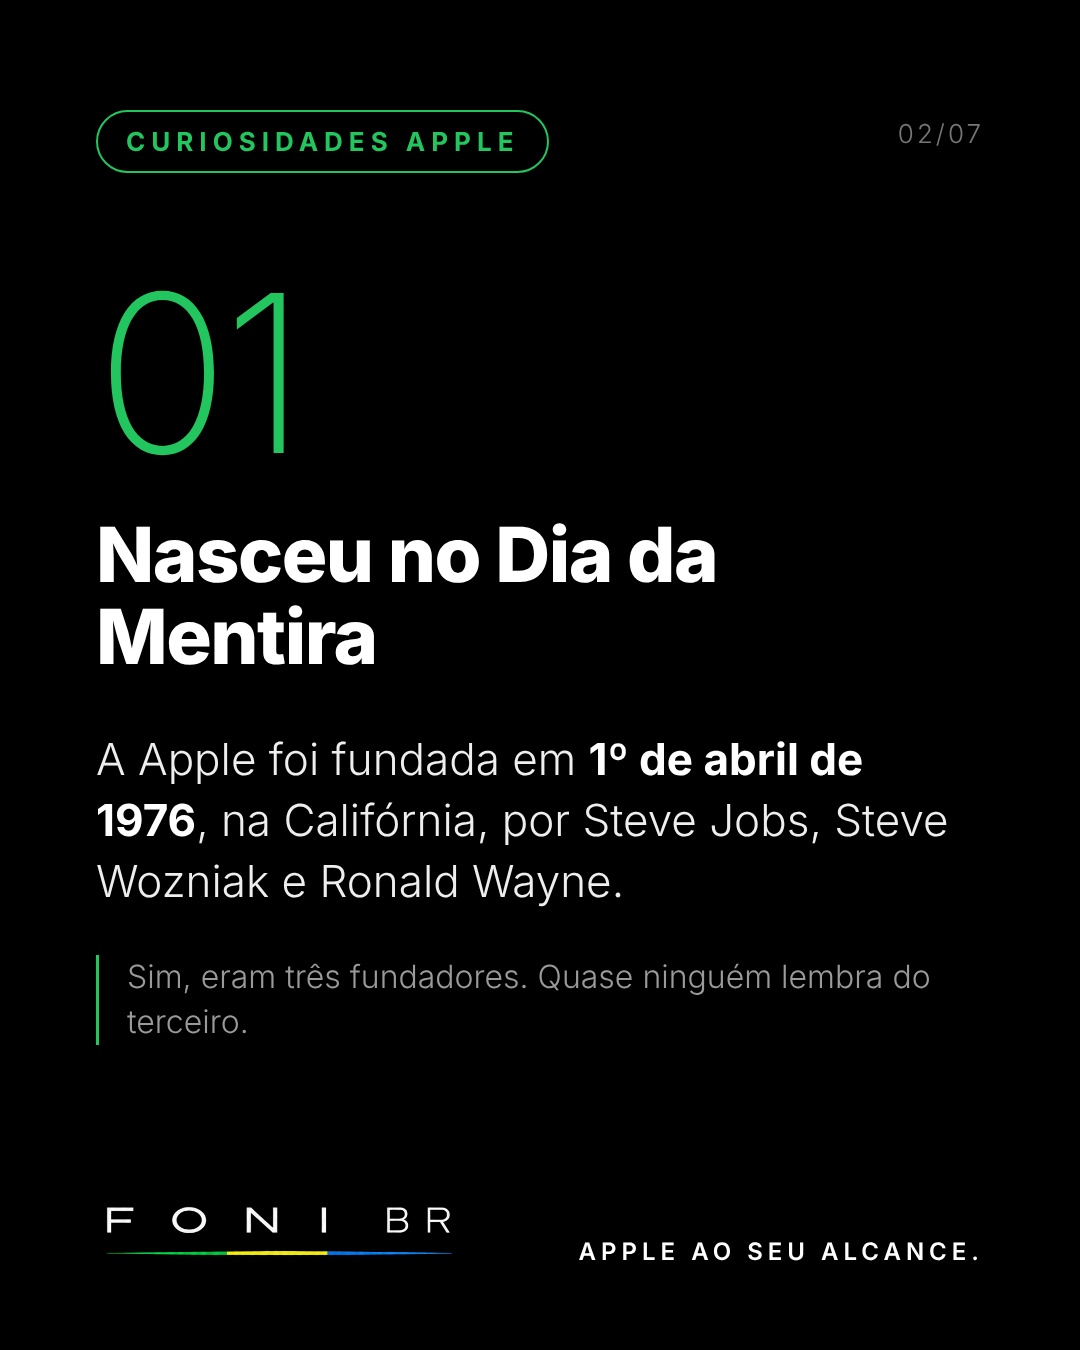 CURIOSIDADES APPLE
02/07
01
Nasceu no Dia da
Mentira
A Apple foi fundada em 1º de abril de
1976, na Califórnia, por Steve Jobs, Steve
Wozniak e Ronald Wayne.
Sim, eram três fundadores. Quase ninguém lembra do
terceiro.
FONI BR
APPLE AO SEU ALCANCE.